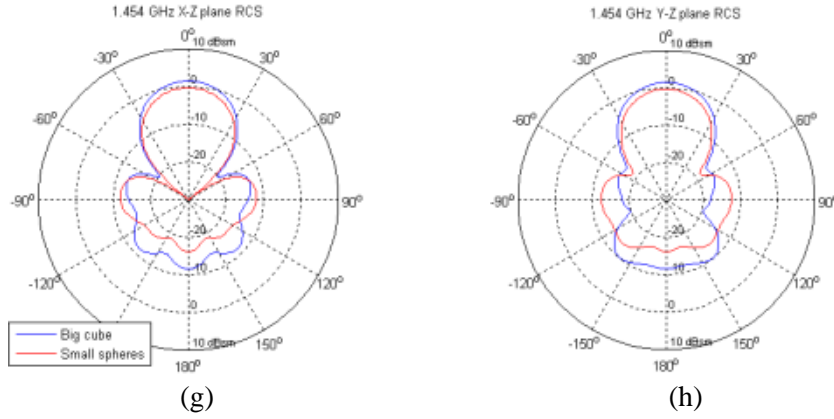 1.454 GHz X-Z plane RCS
0° 10 dBsm
-30° 30°
-60° 60°
-90° 90°
-120° 120°
150°
180°
0
-10
-20
-20
-10
0
10 dBsm
Big cube
Small spheres
(g)
1.454 GHz Y-Z plane RCS
0° 10 dBsm
-30° 30°
-60° 60°
-90° 90°
-120° 120°
-150° 150°
180°
0
-10
-20
-20
-10
0
10 dBsm
(h)